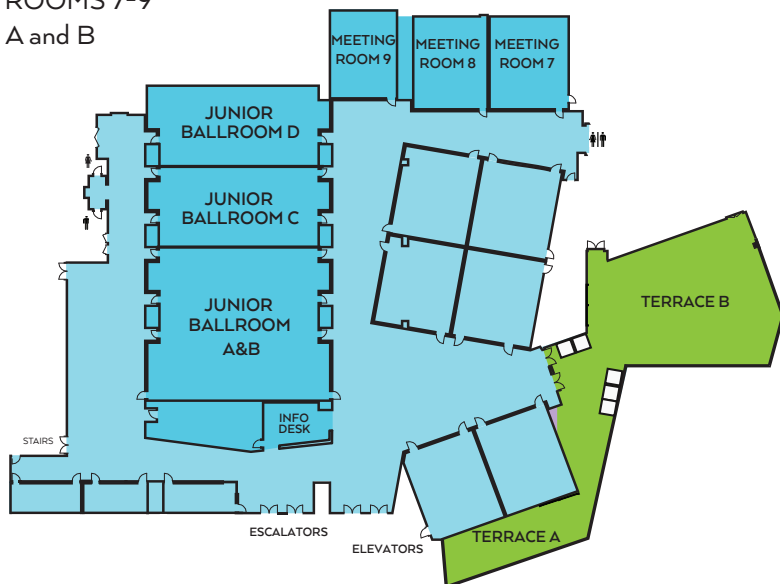 ROOMS 7-9
A and B
MEETING
ROOM 9
MEETING
ROOM 8
MEETING
ROOM 7
JUNIOR
BALLROOM D
JUNIOR
BALLROOM C
JUNIOR
BALLROOM
A&B
TERRACE B
INFO
DESK
STAIRS
ESCALATORS
ELEVATORS
TERRACE A